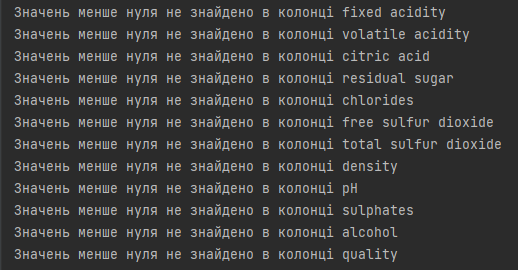 Значень менше нуля не знайдено в колонці fixed acidity
Значень менше нуля не знайдено в колонці volatile acidity
Значень менше нуля не знайдено в колонці citric acid
Значень менше нуля не знайдено в колонці residual sugar
Значень менше нуля не знайдено в колонці chlorides
Значень менше нуля не знайдено в колонці free sulfur dioxide
Значень менше нуля не знайдено в колонці total sulfur dioxide
Значень менше нуля не знайдено в колонці density
Значень менше нуля не знайдено в колонці pH
Значень менше нуля не знайдено в колонці sulphates
Значень менше нуля не знайдено в колонці alcohol
Значень менше нуля не знайдено в колонці quality